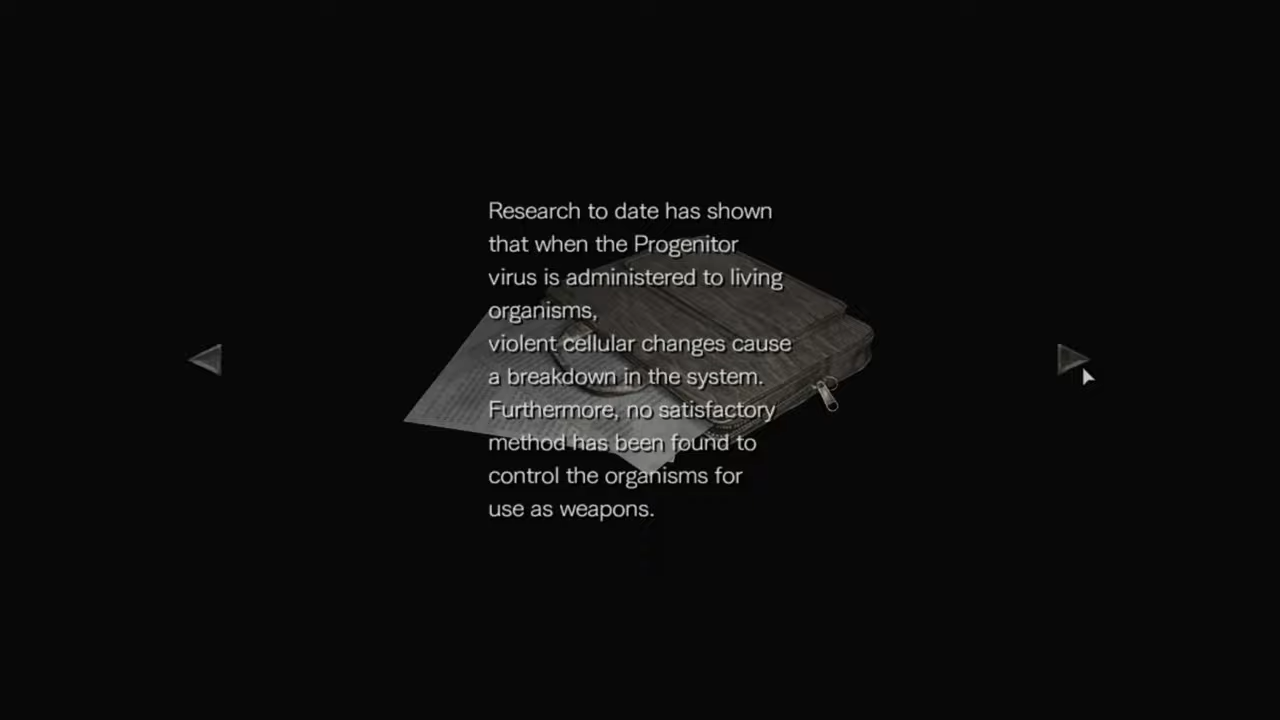 Research to date has shown
that when the Progenitor
virus is administered to living
organisms,
violent cellular changes cause
a breakdown in the system.
Furthermore, no satisfactory
method has been found to
control the organisms for
use as weapons.